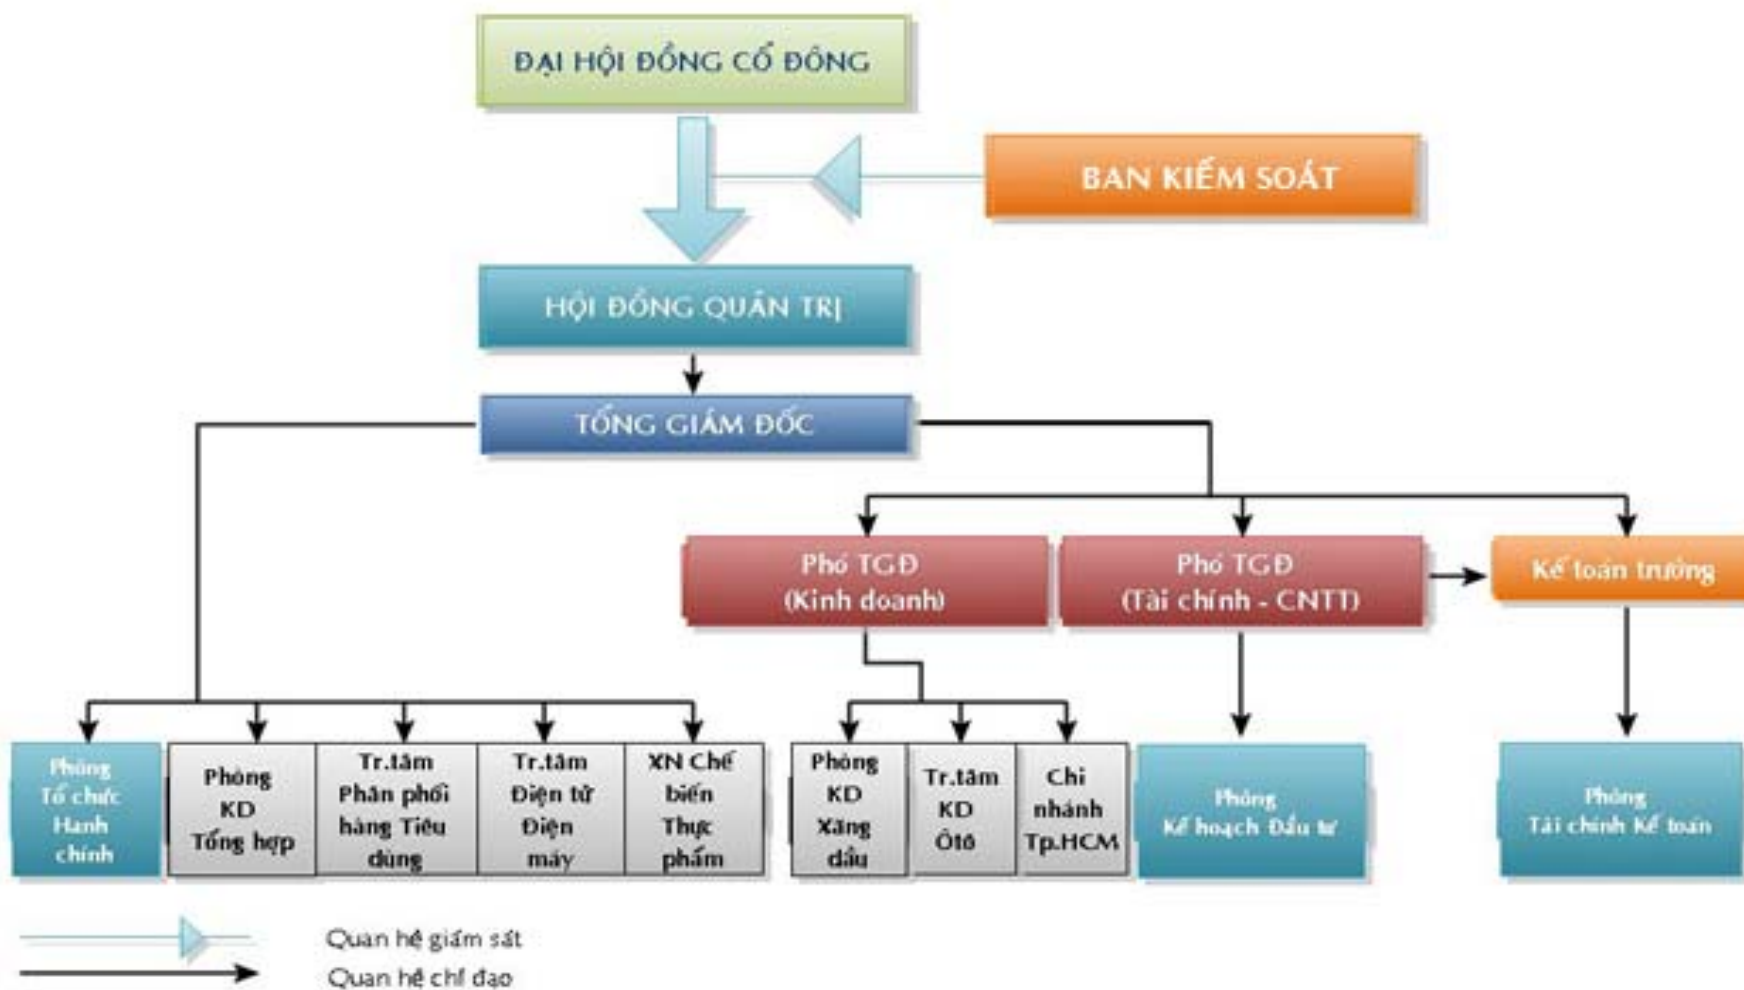 ĐẠI HỘI ĐỒNG CỔ ĐÔNG
BAN KIỂM SOÁT
HỘI ĐỒNG QUẢN TRỊ
TỔNG GIÁM ĐỐC
Phó TGĐ
(Kinh doanh)
Phó TGĐ
(Tài chính - CNTT)
Kế toán trưởng
Phòng
Tổ chức
Hành
chính
Phòng
KD
Tổng hợp
Tr.tâm
Phân phối
hàng Tiêu
dùng
Tr.tâm
Điện tử
Điện
máy
XN Chế
biến
Thực
phẩm
Phòng
KD
Xăng
dầu
Tr.tâm
KD
Ôtô
Chi
nhánh
Tp.HCM
Phòng
Kế hoạch Đầu tư
Phòng
Tài chính Kế toán
Quan hệ giám sát
Quan hệ chỉ đạo